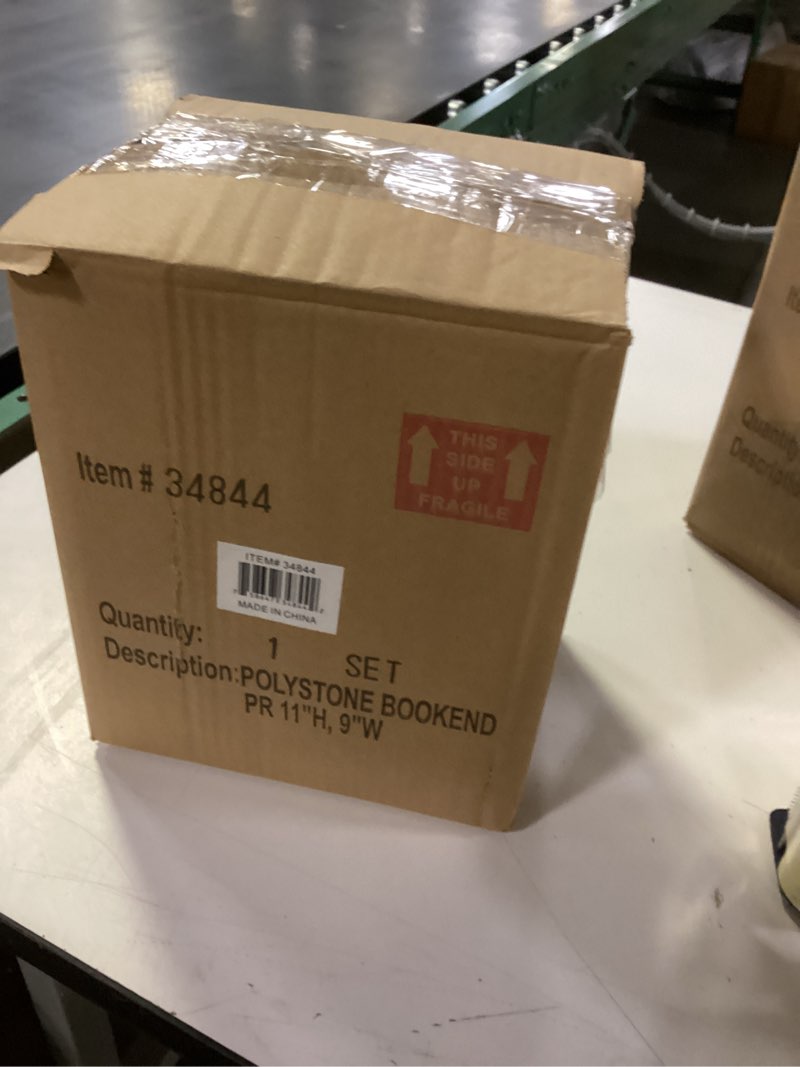 THIS
SIDE
UP
FRAGILE
Item # 34844
ITEM# 34844
MADE IN CHINA
Quantity: 1 SET
Description:POLYSTONE BOOKEND
PR 11"H, 9"W
Quantity